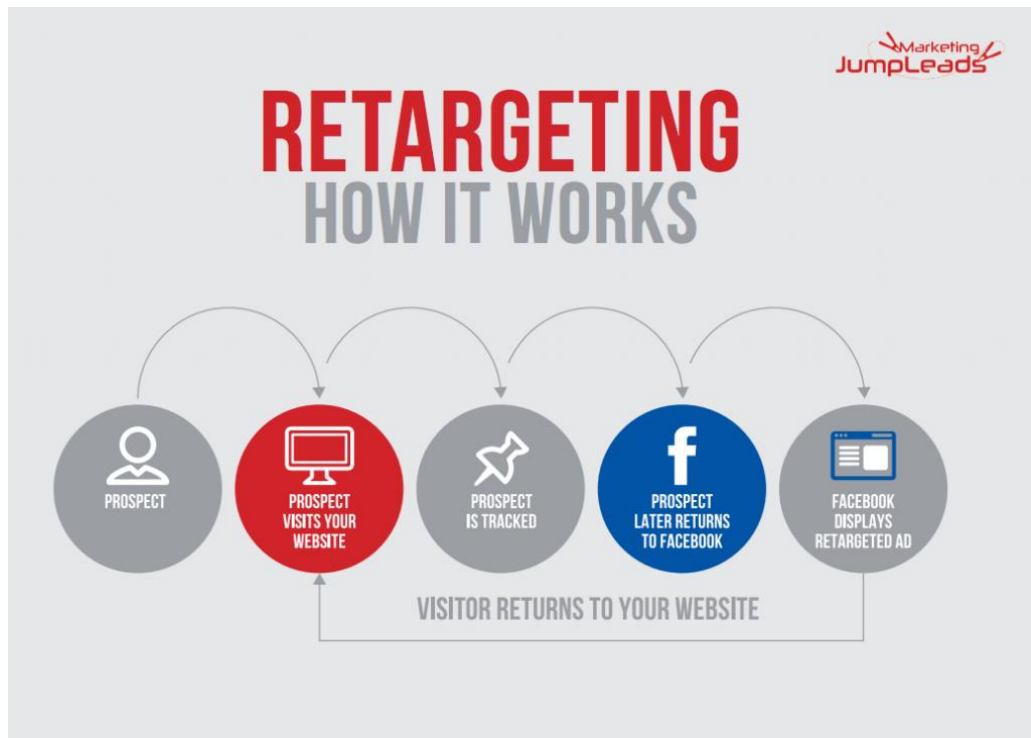 Marketing
JumpLeads
RETARGETING
HOW IT WORKS
PROSPECT
PROSPECT
VISITS YOUR
WEBSITE
PROSPECT
IS TRACKED
f
PROSPECT
LATER RETURNS
TO FACEBOOK
FACEBOOK
DISPLAYS
RETARGETED AD
VISITOR RETURNS TO YOUR WEBSITE